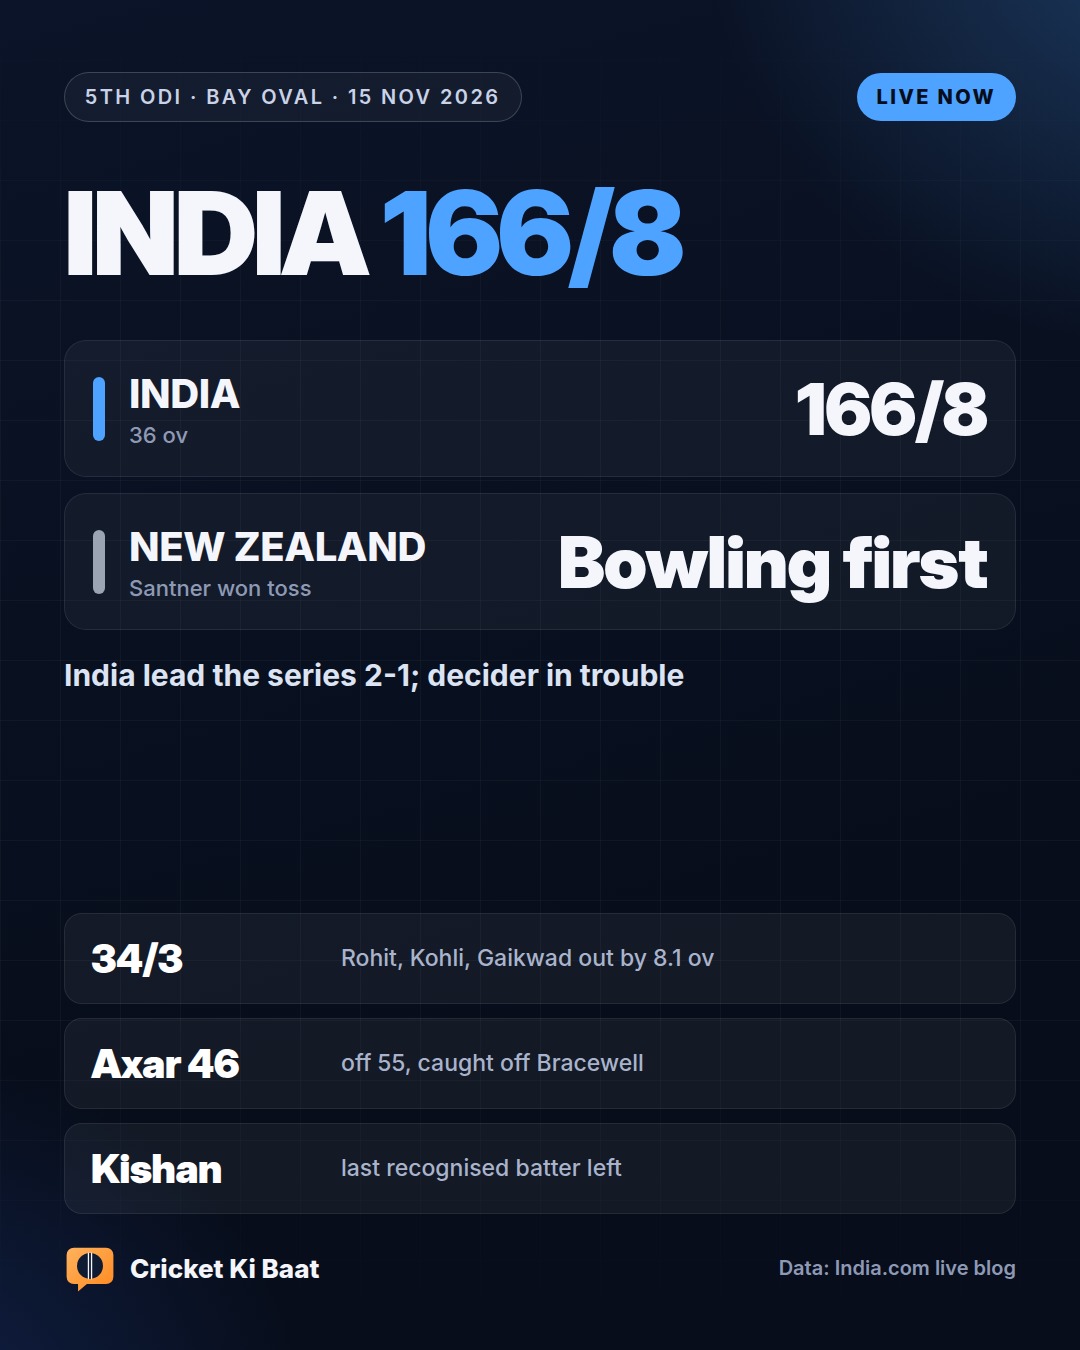 5TH ODI · BAY OVAL · 15 NOV 2026
LIVE NOW
INDIA 166/8
INDIA
36 ov
166/8
NEW ZEALAND
Santner won toss
Bowling first
India lead the series 2-1; decider in trouble
34/3
Rohit, Kohli, Gaikwad out by 8.1 ov
Axar 46
off 55, caught off Bracewell
Kishan
last recognised batter left
Cricket Ki Baat
Data: India.com live blog